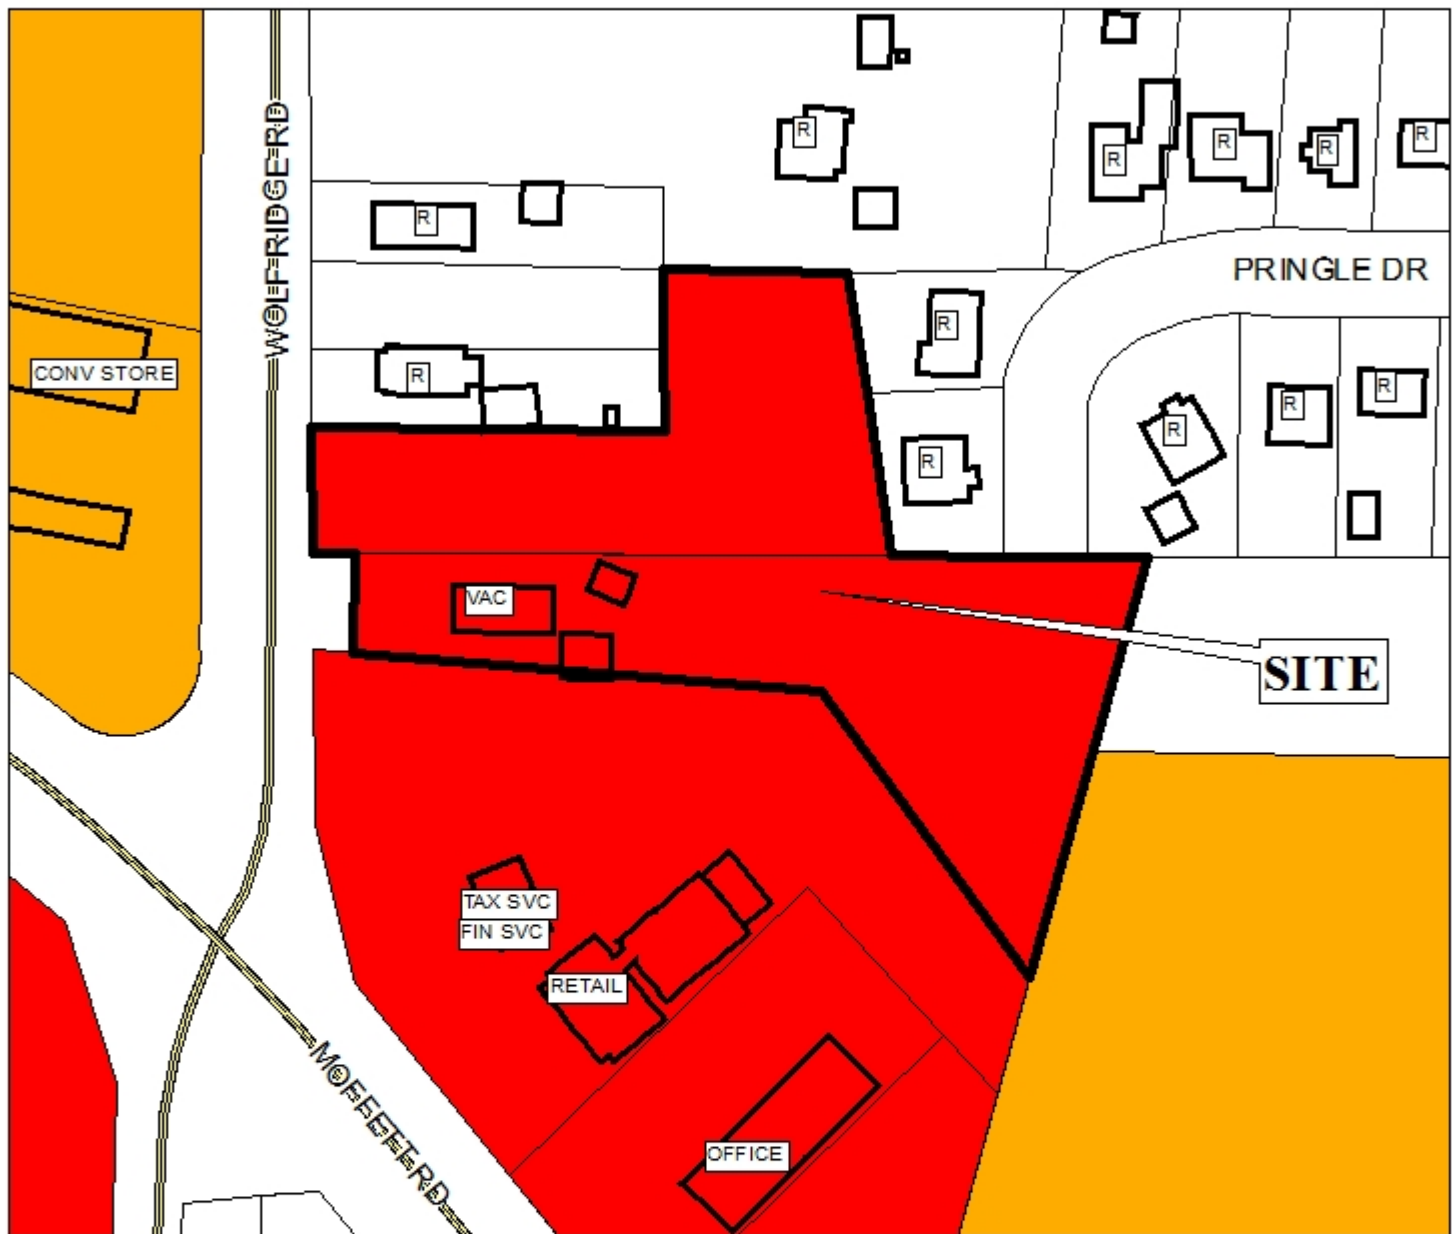 R
R
R
R
R
WOLF RIDGE RD
R
PRINGLE DR
R
CONV STORE
R
R
R
R
R
VAC
SITE
TAX SVC
FIN SVC
RETAIL
MOFFETT RD
OFFICE